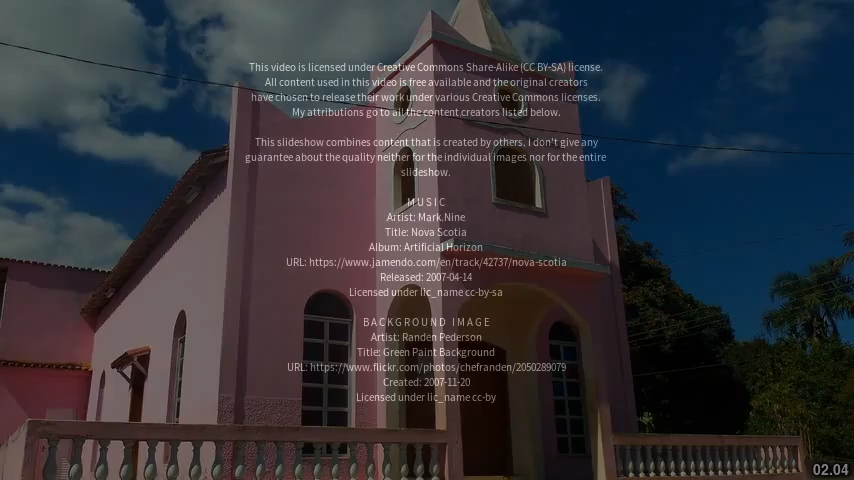 This video is licensed under Creative Commons Share-Alike (CC BY-SA) license.
All content used in this video is free available and the original creators
have chosen to release their work under various Creative Commons licenses.
My attributions go to all the content creators listed below.
This slideshow combines content that is created by others. I don't give any
guarantee about the quality neither for the individual images nor for the entire
slideshow.
MUSIC
Artist: Mark.Nine
Title: Nova Scotia
Album: Artificial Horizon
URL: https://www.jamendo.com/en/track/42737/nova-scotia
Released: 2007-04-14
Licensed under lic_name cc-by-sa
BACKGROUND IMAGE
Artist: Randen Pederson
Title: Green Paint Background
URL: https://www.flickr.com/photos/chefranden/2050289079
Created: 2007-11-20
Licensed under lic_name cc-by
02.04